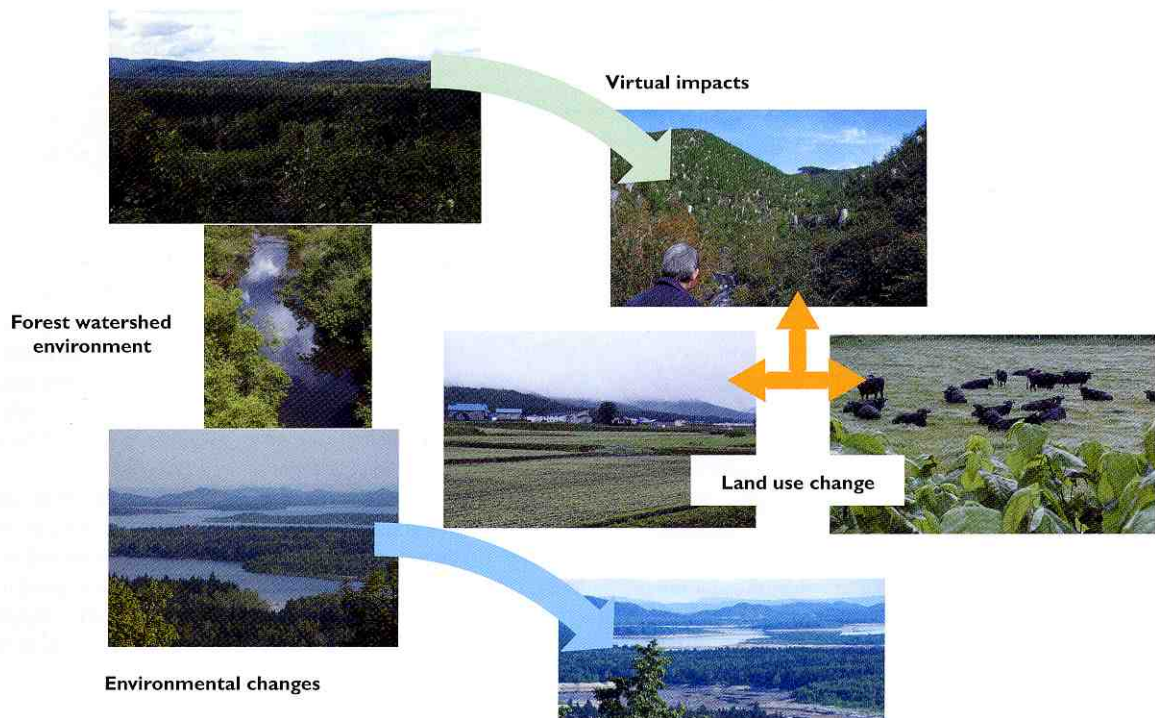 Virtual impacts
Forest watershed
environment
Land use change
Environmental changes